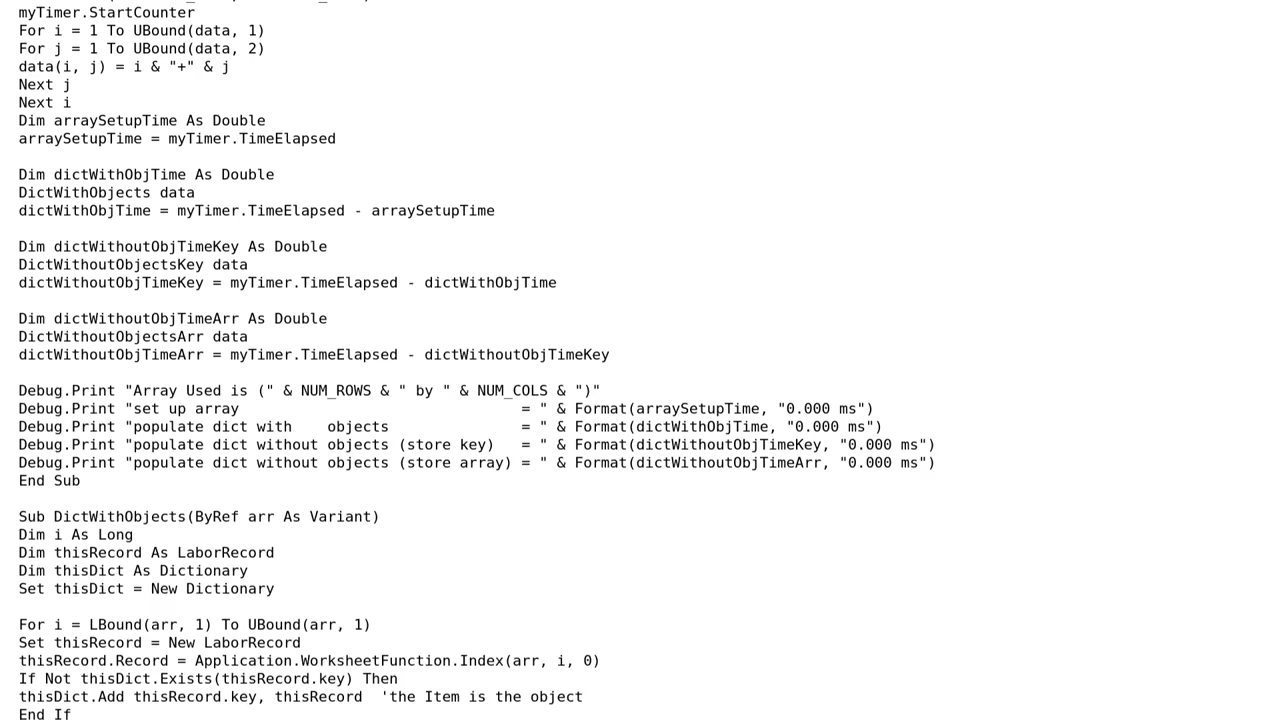 myTimer.StartCounter
For i = 1 To UBound(data, 1)
For j = 1 To UBound(data, 2)
data(i, j) = i & "+" & j
Next j
Next i
Dim arraySetupTime As Double
arraySetupTime = myTimer.TimeElapsed

Dim dictWithObjTime As Double
DictWithObjects data
dictWithObjTime = myTimer.TimeElapsed - arraySetupTime

Dim dictWithoutObjTimeKey As Double
DictWithoutObjectsKey data
dictWithoutObjTimeKey = myTimer.TimeElapsed - dictWithObjTime

Dim dictWithoutObjTimeArr As Double
DictWithoutObjectsArr data
dictWithoutObjTimeArr = myTimer.TimeElapsed - dictWithoutObjTimeKey

Debug.Print "Array Used is (" & NUM_ROWS & " by " & NUM_COLS & ")"
Debug.Print "set up array                                = " & Format(arraySetupTime, "0.000 ms")
Debug.Print "populate dict with    objects               = " & Format(dictWithObjTime, "0.000 ms")
Debug.Print "populate dict without objects (store key)   = " & Format(dictWithoutObjTimeKey, "0.000 ms")
Debug.Print "populate dict without objects (store array) = " & Format(dictWithoutObjTimeArr, "0.000 ms")
End Sub

Sub DictWithObjects(ByRef arr As Variant)
Dim i As Long
Dim thisRecord As LaborRecord
Dim thisDict As Dictionary
Set thisDict = New Dictionary

For i = LBound(arr, 1) To UBound(arr, 1)
Set thisRecord = New LaborRecord
thisRecord.Record = Application.WorksheetFunction.Index(arr, i, 0)
If Not thisDict.Exists(thisRecord.key) Then
thisDict.Add thisRecord.key, thisRecord  'the Item is the object
End If